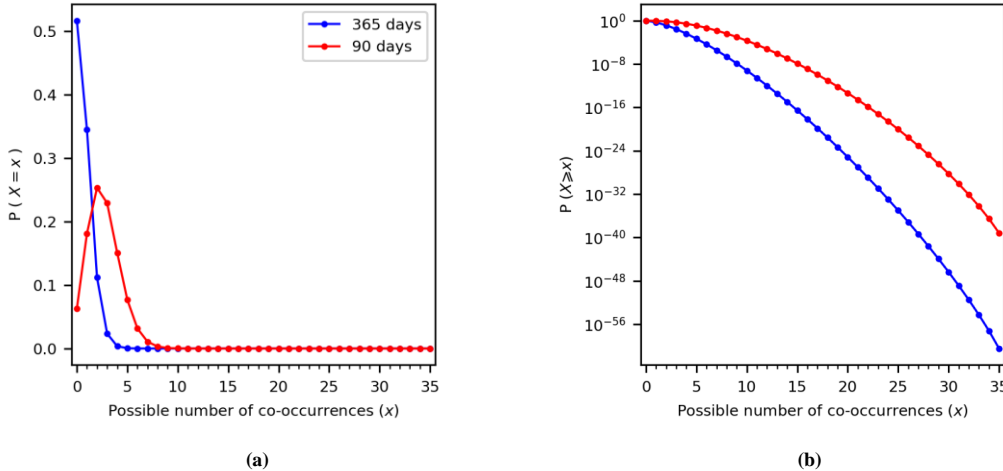 0.5
0.4
0.3
0.2
0.1
0.0
P ( X = x )
365 days
90 days
0 5 10 15 20 25 30 35
Possible number of co-occurrences (x)
(a)
10⁰
10⁻⁸
10⁻¹⁶
10⁻²⁴
10⁻³²
10⁻⁴⁰
10⁻⁴⁸
10⁻⁵⁶
P (X⩾x)
0 5 10 15 20 25 30 35
Possible number of co-occurrences (x)
(b)